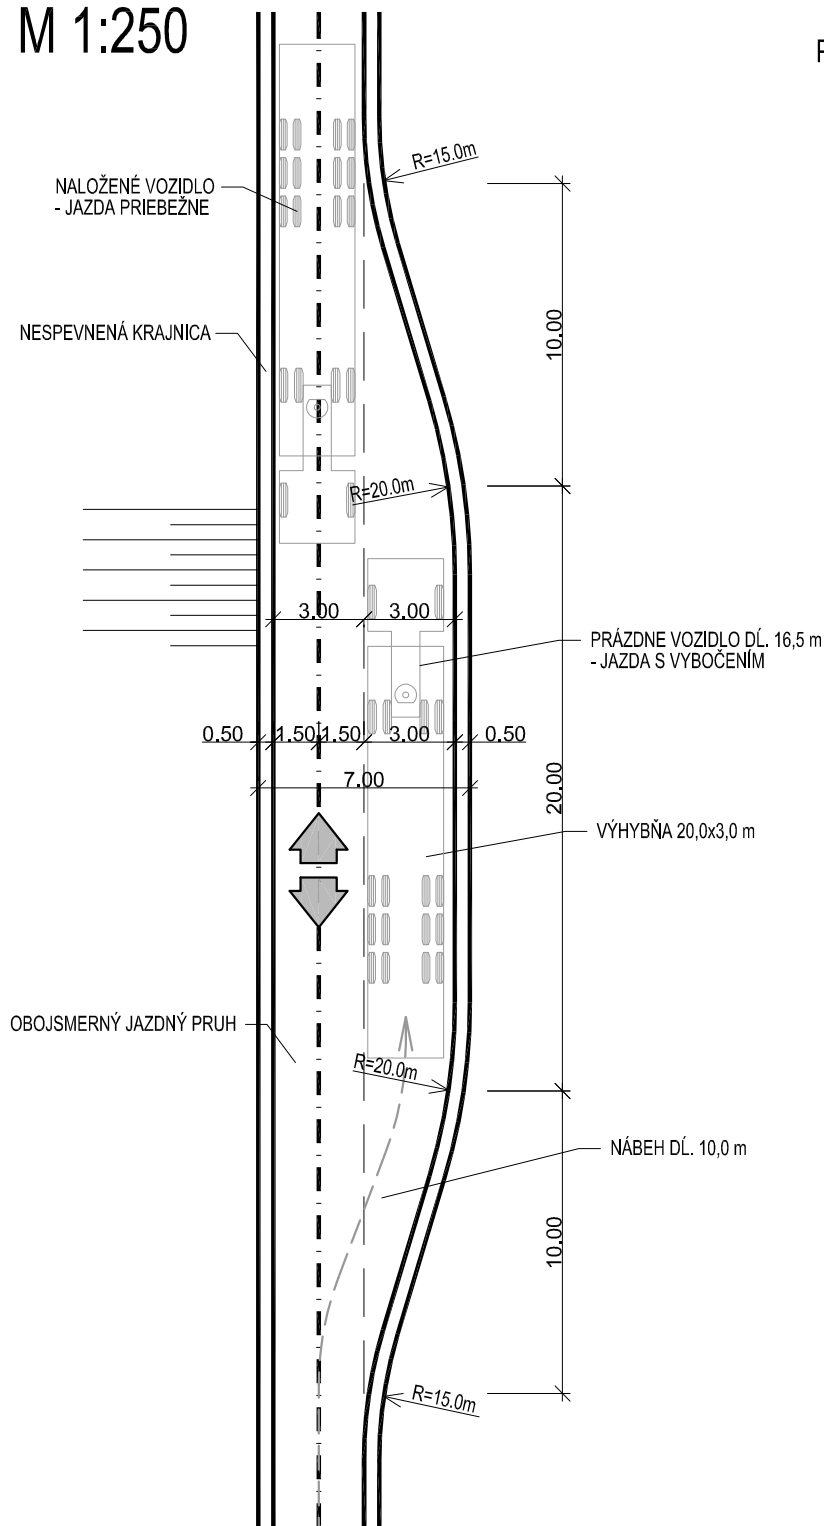 M 1:250
R=15.0m
NALOŽENÉ VOZIDLO
- JAZDA PRIEBEŽNE
NESPEVNENÁ KRAJNICA
10.00
R=20.0m
3.00
3.00
PRÁZDNE VOZIDLO DĹ. 16,5 m
- JAZDA S VYBOČENÍM
0.50
1.50
1.50
3.00
0.50
7.00
20.00
VÝHYBŇA 20,0x3,0 m
OBOJSMERNÝ JAZDNÝ PRUH
R=20.0m
NÁBEH DĹ. 10,0 m
10.00
R=15.0m